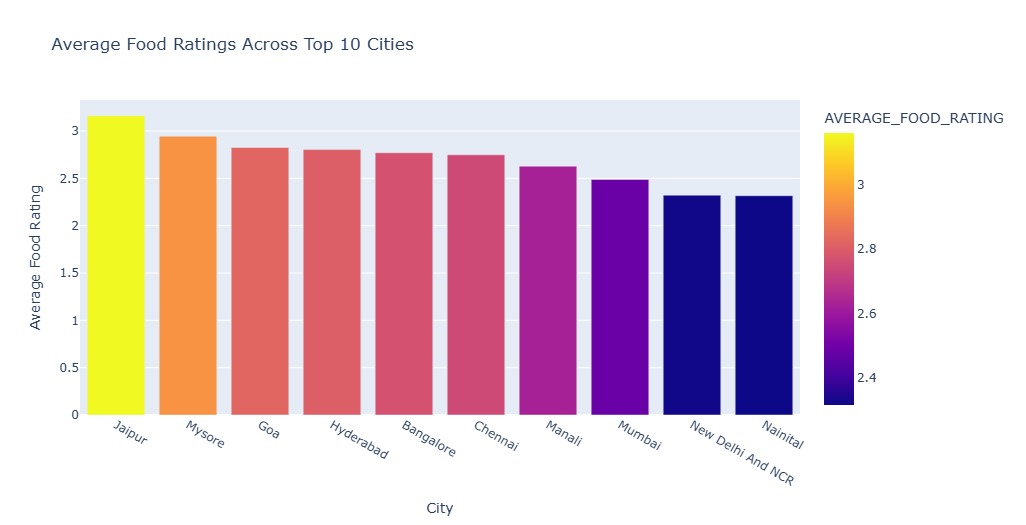 Average Food Ratings Across Top 10 Cities
AVERAGE_FOOD_RATING
3
2.5
2
1.5
1
0.5
0
Average Food Rating
3
2.8
2.6
2.4
Jaipur
Mysore
Goa
Hyderabad
Bangalore
Chennai
Manali
Mumbai
New Delhi And NCR
Nainital
City